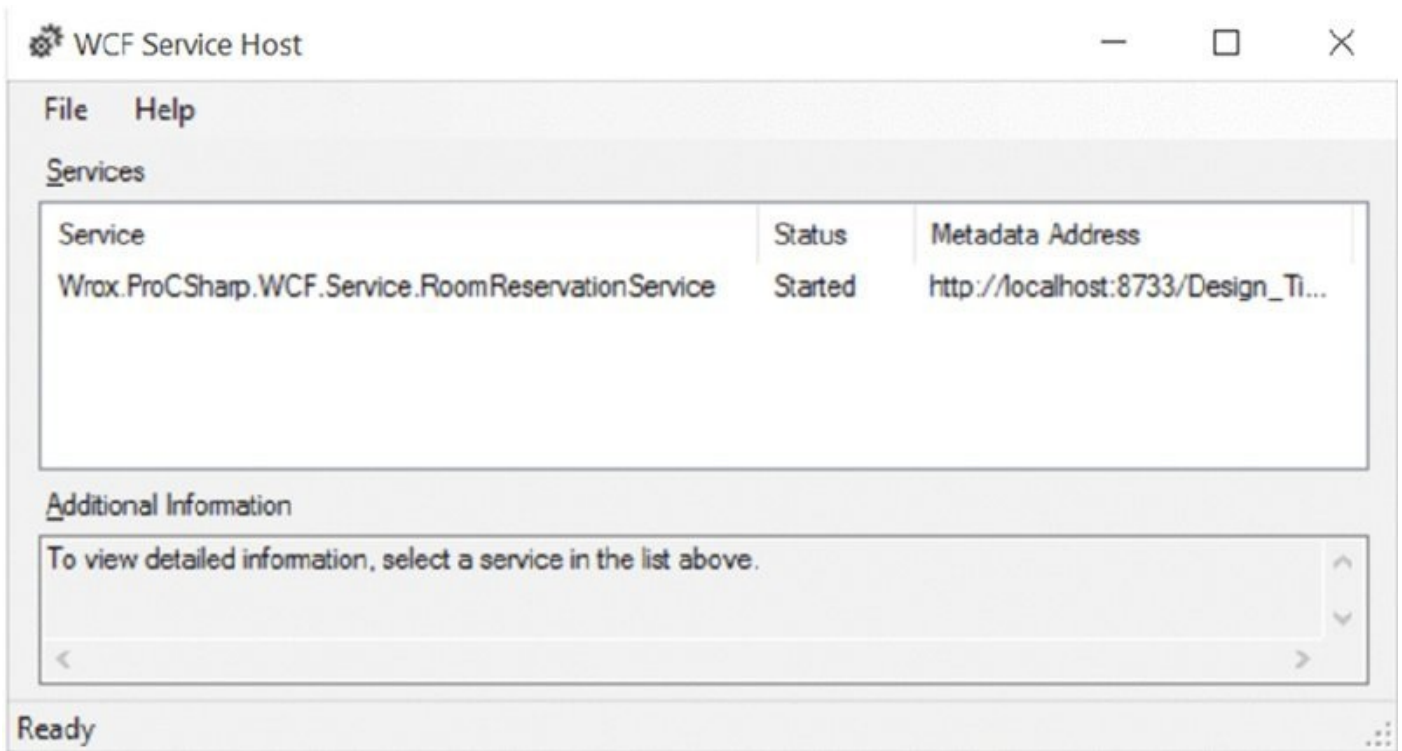 WCF Service Host
File Help
Services
Service Status Metadata Address
Wrox.ProCSharp.WCF.Service.RoomReservationService Started http://localhost:8733/Design_Ti...
Additional Information
To view detailed information, select a service in the list above.
Ready